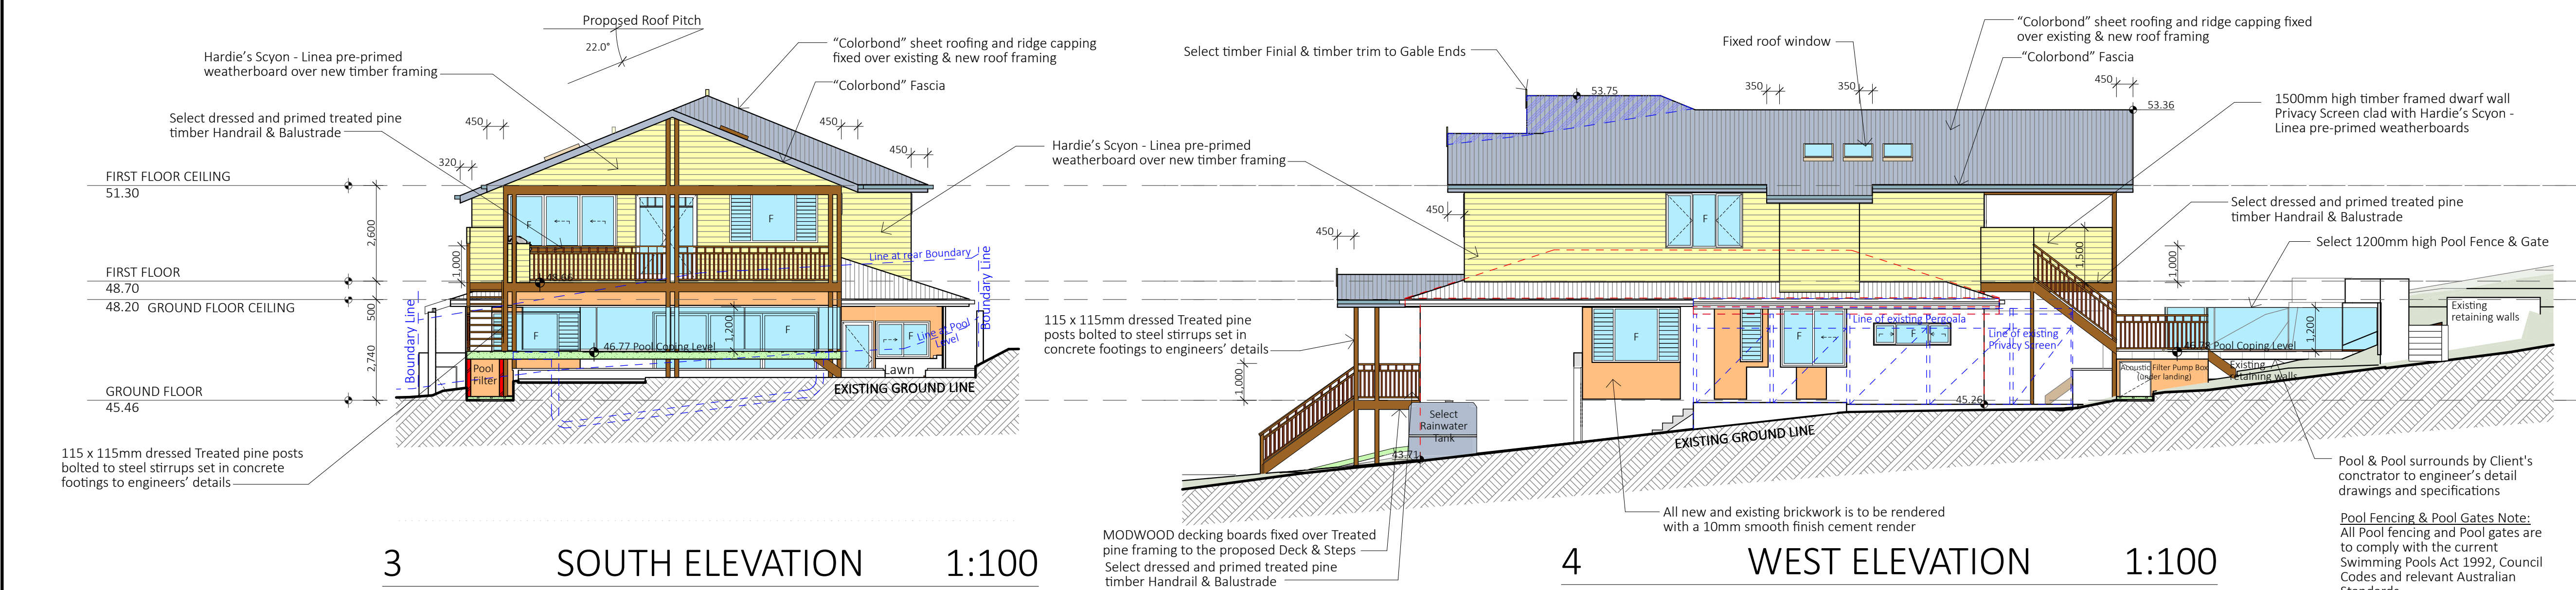 Proposed Roof Pitch
22.0°
Hardie's Scyon - Linea pre-primed
weatherboard over new timber framing
"Colorbond" sheet roofing and ridge capping
fixed over existing & new roof framing
"Colorbond" Fascia
Select dressed and primed treated pine
timber Handrail & Balustrade
450
450
450
320
Hardie's Scyon - Linea pre-primed
weatherboard over new timber framing
FIRST FLOOR CEILING
51.30
2,600
1,000
FIRST FLOOR
48.70
48.20 GROUND FLOOR CEILING
500
2,740
GROUND FLOOR
45.46
F
F
48.66
Line at rear Boundary
Boundary Line
Boundary Line
F
F
F
1,200
46.77 Pool Coping Level
Line at Pool
Level
Pool
Filter
Lawn
EXISTING GROUND LINE
115 x 115mm dressed Treated pine posts
bolted to steel stirrups set in concrete
footings to engineers' details
3 SOUTH ELEVATION 1:100
Select timber Finial & timber trim to Gable Ends
Fixed roof window
"Colorbond" sheet roofing and ridge capping fixed
over existing & new roof framing
"Colorbond" Fascia
53.75
350
350
450
53.36
1500mm high timber framed dwarf wall
Privacy Screen clad with Hardie's Scyon -
Linea pre-primed weatherboards
Select dressed and primed treated pine
timber Handrail & Balustrade
Select 1200mm high Pool Fence & Gate
450
450
F
1,500
1,000
115 x 115mm dressed Treated pine
posts bolted to steel stirrups set in
concrete footings to engineers' details
1,000
F
F
F
Line of existing Pergoala
Line of existing
Privacy Screen
Existing
retaining walls
1,200
46.78 Pool Coping Level
Acoustic Filter Pump Box
(under landing)
Existing
retaining walls
45.26
Select
Rainwater
Tank
43.71
EXISTING GROUND LINE
All new and existing brickwork is to be rendered
with a 10mm smooth finish cement render
MODWOOD decking boards fixed over Treated
pine framing to the proposed Deck & Steps
Select dressed and primed treated pine
timber Handrail & Balustrade
Pool & Pool surrounds by Client's
conctrator to engineer's detail
drawings and specifications
Pool Fencing & Pool Gates Note:
All Pool fencing and Pool gates are
to comply with the current
Swimming Pools Act 1992, Council
Codes and relevant Australian
4 WEST ELEVATION 1:100